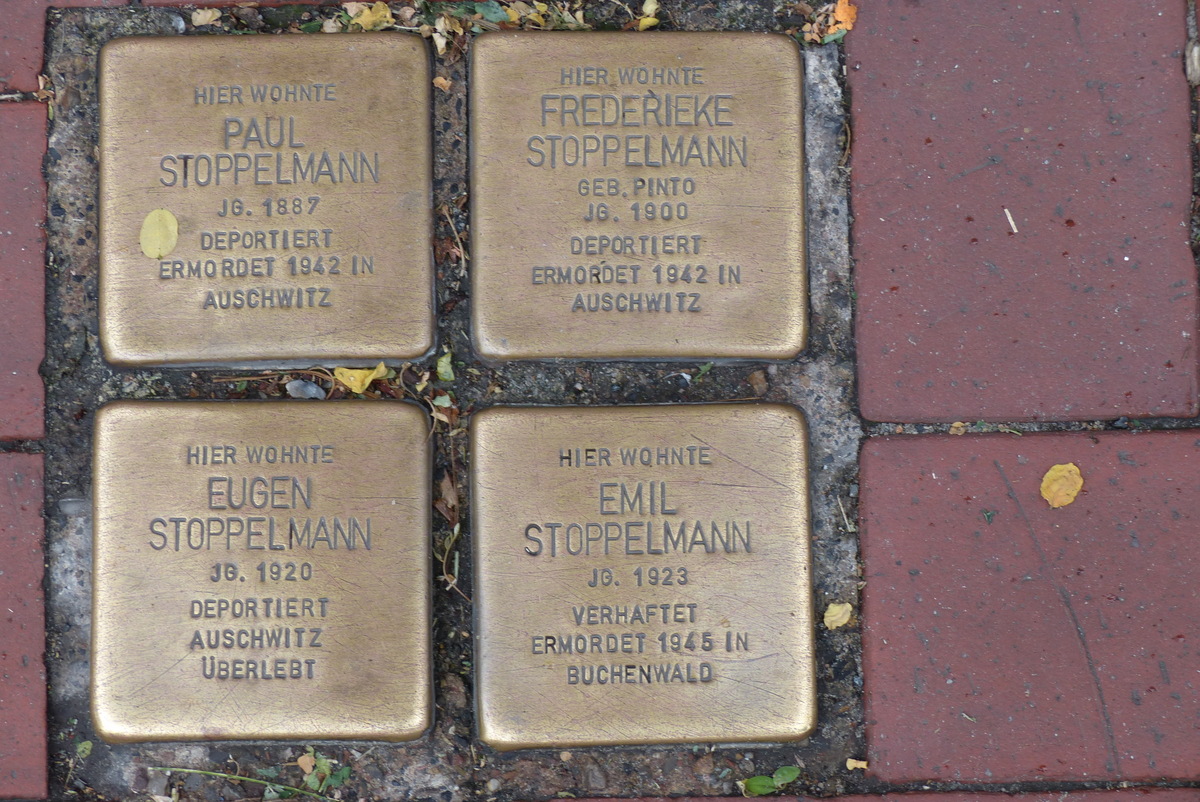 HIER WOHNTE
PAUL
STOPPELMANN
JG. 1887
DEPORTIERT
ERMORDET 1942 IN
AUSCHWITZ
HIER WOHNTE
FREDERIEKE
STOPPELMANN
GEB. PINTO
JG. 1900
DEPORTIERT
ERMORDET 1942 IN
AUSCHWITZ
HIER WOHNTE
EUGEN
STOPPELMANN
JG. 1920
DEPORTIERT
AUSCHWITZ
ÜBERLEBT
HIER WOHNTE
EMIL
STOPPELMANN
JG. 1923
VERHAFTET
ERMORDET 1945 IN
BUCHENWALD